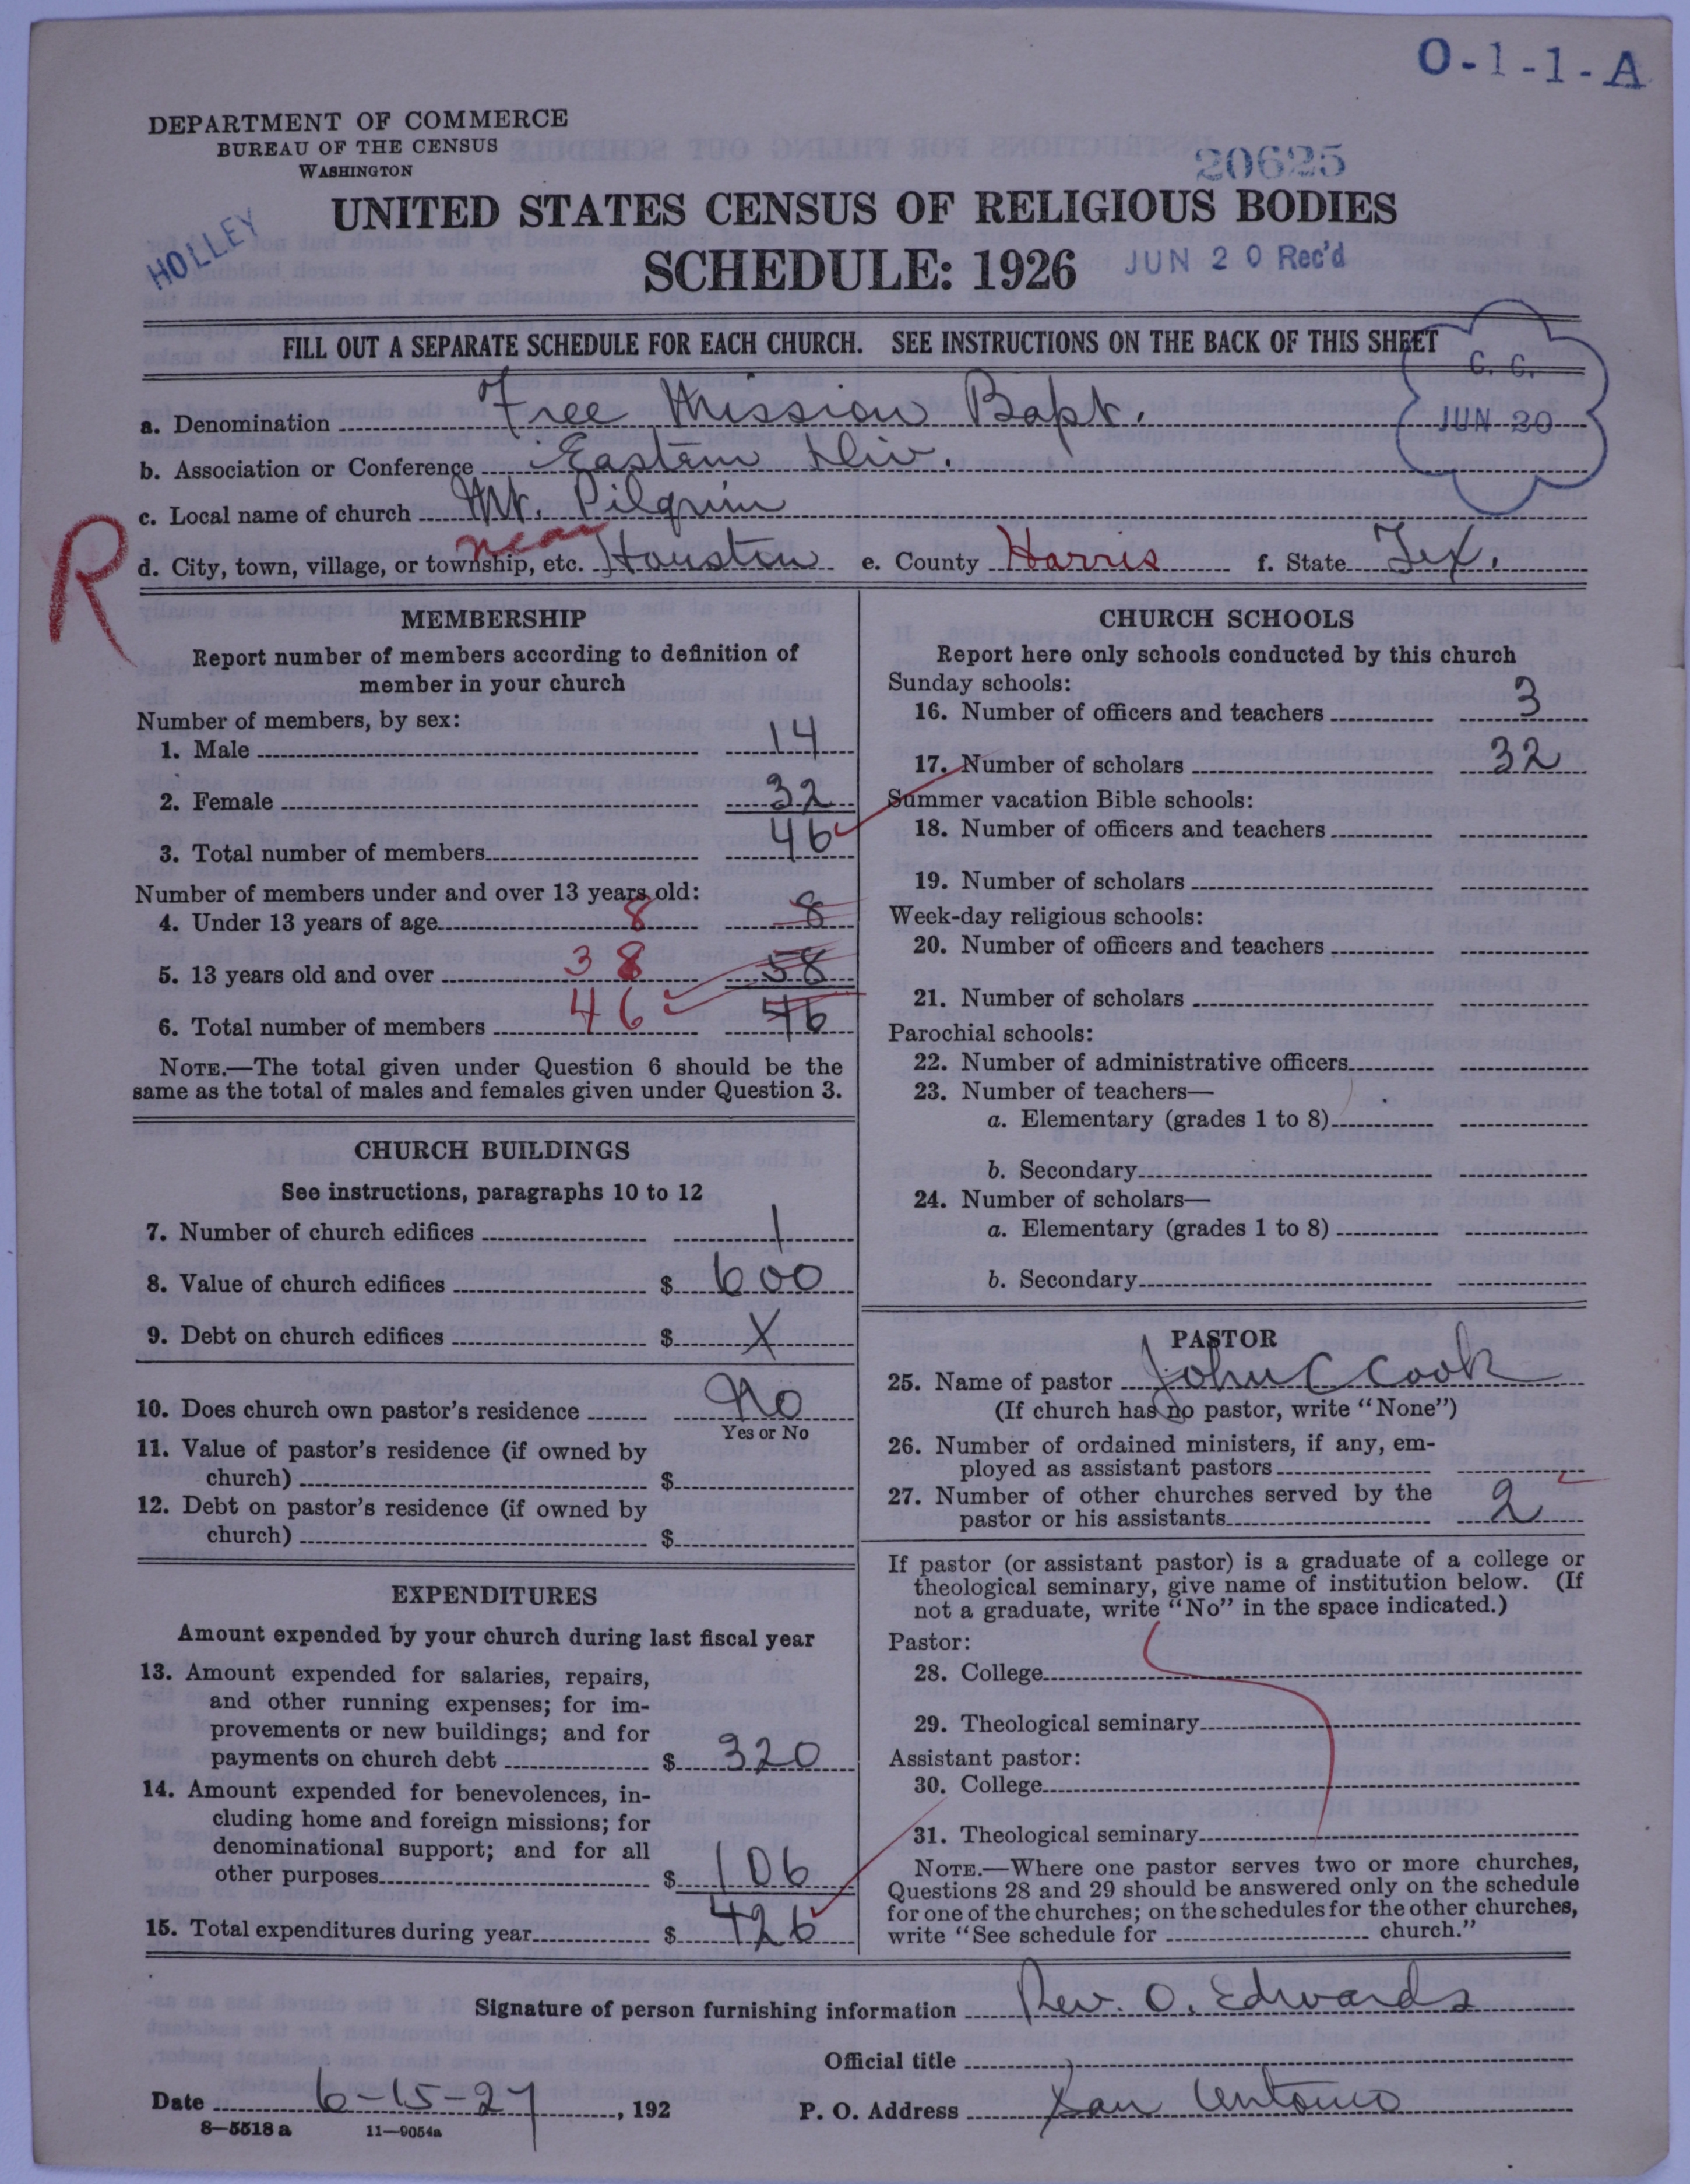 O-1-1-A
DEPARTMENT OF COMMERCE
BUREAU OF THE CENSUS
WASHINGTON
20625
HOLLEY
UNITED STATES CENSUS OF RELIGIOUS BODIES
SCHEDULE: 1926
JUN 20 Rec'd
FILL OUT A SEPARATE SCHEDULE FOR EACH CHURCH. SEE INSTRUCTIONS ON THE BACK OF THIS SHEET
C. C.
JUN 20
a. Denomination Free Mission Bapt.
b. Association or Conference Eastern Div.
c. Local name of church Mt. Pilgrim
R
d. City, town, village, or township, etc. near Houston e. County Harris f. State Tex.
MEMBERSHIP
Report number of members according to definition of
member in your church
Number of members, by sex:
1. Male 14
2. Female 32
3. Total number of members 46
Number of members under and over 13 years old:
4. Under 13 years of age 8 8
5. 13 years old and over 38 58
6. Total number of members 46 46
NOTE.—The total given under Question 6 should be the
same as the total of males and females given under Question 3.
CHURCH BUILDINGS
See instructions, paragraphs 10 to 12
7. Number of church edifices 1
8. Value of church edifices $ 600
9. Debt on church edifices $ X
10. Does church own pastor's residence No
Yes or No
11. Value of pastor's residence (if owned by
church) $
12. Debt on pastor's residence (if owned by
church) $
EXPENDITURES
Amount expended by your church during last fiscal year
13. Amount expended for salaries, repairs,
and other running expenses; for im-
provements or new buildings; and for
payments on church debt $ 320
14. Amount expended for benevolences, in-
cluding home and foreign missions; for
denominational support; and for all
other purposes $ 106
15. Total expenditures during year $ 426
CHURCH SCHOOLS
Report here only schools conducted by this church
Sunday schools:
16. Number of officers and teachers 3
17. Number of scholars 32
Summer vacation Bible schools:
18. Number of officers and teachers
19. Number of scholars
Week-day religious schools:
20. Number of officers and teachers
21. Number of scholars
Parochial schools:
22. Number of administrative officers
23. Number of teachers—
a. Elementary (grades 1 to 8)
b. Secondary
24. Number of scholars—
a. Elementary (grades 1 to 8)
b. Secondary
PASTOR
25. Name of pastor John C Cook
(If church has no pastor, write "None")
26. Number of ordained ministers, if any, em-
ployed as assistant pastors
27. Number of other churches served by the
pastor or his assistants 2
If pastor (or assistant pastor) is a graduate of a college or
theological seminary, give name of institution below. (If
not a graduate, write "No" in the space indicated.)
Pastor:
28. College
29. Theological seminary
Assistant pastor:
30. College
31. Theological seminary
NOTE.—Where one pastor serves two or more churches,
Questions 28 and 29 should be answered only on the schedule
for one of the churches; on the schedules for the other churches,
write "See schedule for church."
Signature of person furnishing information Rev. O. Edwards
Official title
Date 6-15-27, 192 P. O. Address San Antonio
8—5518 a 11—9054a